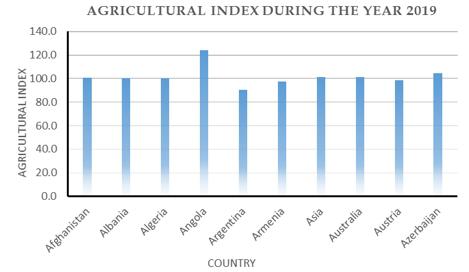 AGRICULTURAL INDEX DURING THE YEAR 2019
140.0
120.0
100.0
80.0
60.0
40.0
20.0
0.0
AGRICULTURAL INDEX
Afghanistan
Albania
Algeria
Angola
Argentina
Armenia
Asia
Australia
Austria
Azerbaijan
COUNTRY